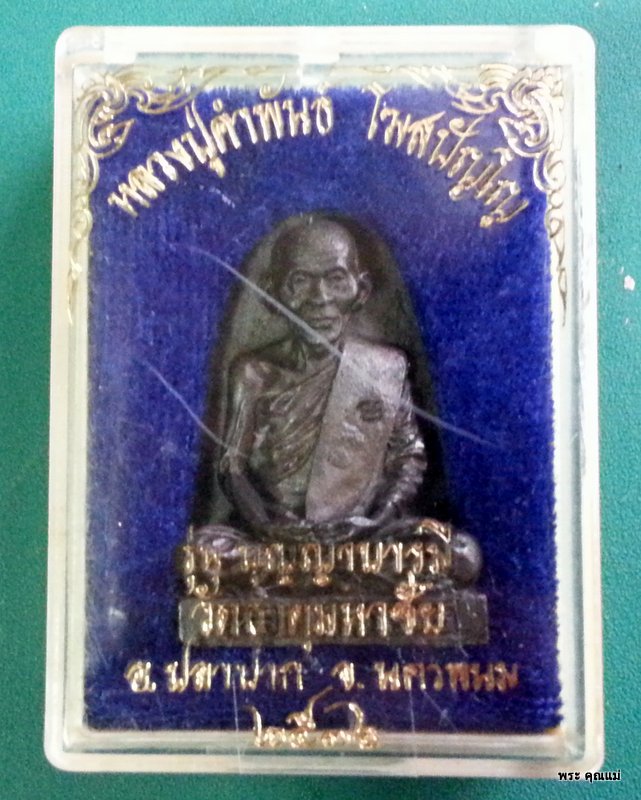 หลวงปู่คำพันธ์ โฆสปัญโญ
รุ่น บุญญาบารมี
วัดธาตุมหาชัย
อ. ปลาปาก จ. นครพนม
๒๕๓๖
พระ คุณแม่